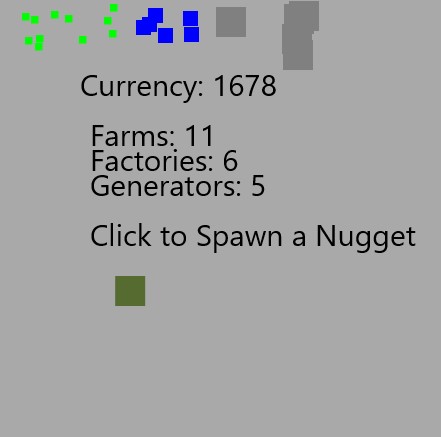 Currency: 1678
Farms: 11
Factories: 6
Generators: 5
Click to Spawn a Nugget